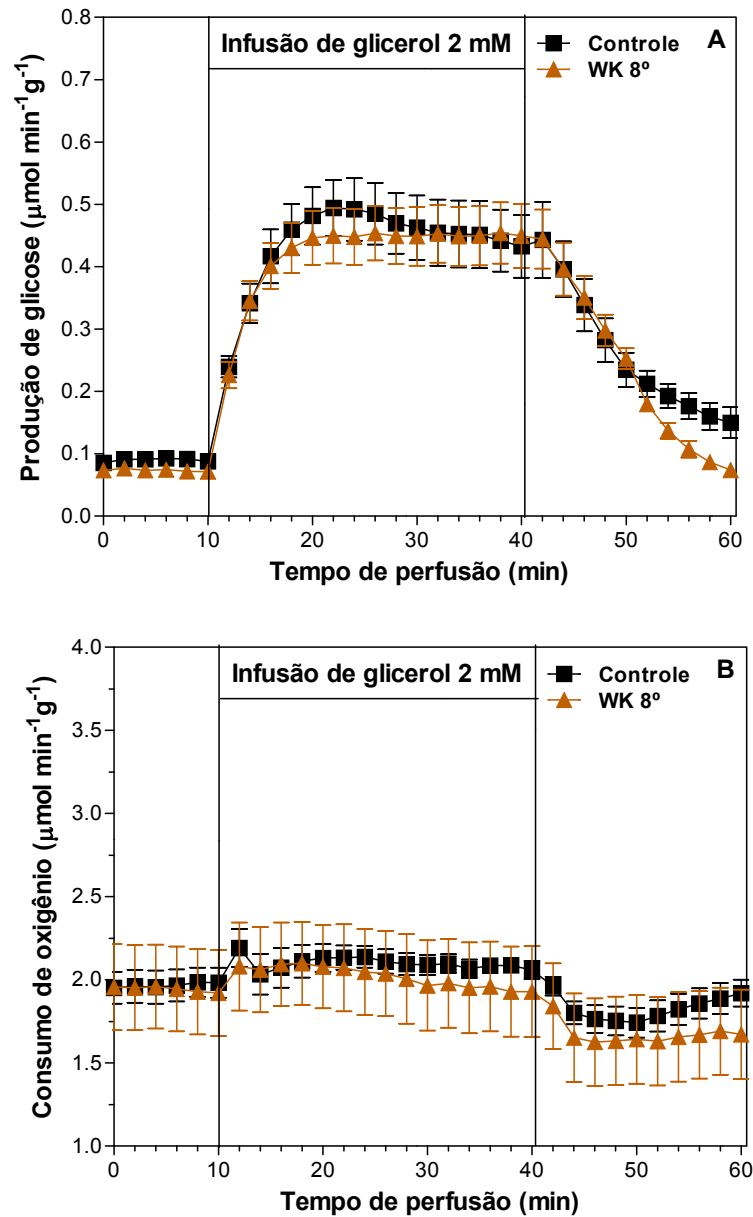 Infusão de glicerol 2 mM
Controle
WK 8º
A
Produção de glicose (µmol min-1g-1)
0.8
0.7
0.6
0.5
0.4
0.3
0.2
0.1
0.0
0 10 20 30 40 50 60
Tempo de perfusão (min)
Infusão de glicerol 2 mM
Controle
WK 8º
B
Consumo de oxigênio (µmol min-1g-1)
4.0
3.5
3.0
2.5
2.0
1.5
1.0
0 10 20 30 40 50 60
Tempo de perfusão (min)